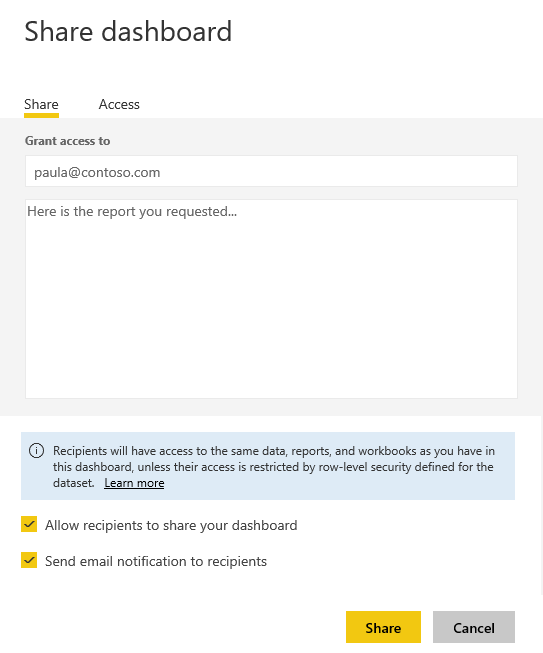 Share dashboard
Share
Access
Grant access to
paula@contoso.com
Here is the report you requested...
Recipients will have access to the same data, reports, and workbooks as you have in
this dashboard, unless their access is restricted by row-level security defined for the
dataset. Learn more
Allow recipients to share your dashboard
Send email notification to recipients
Share
Cancel